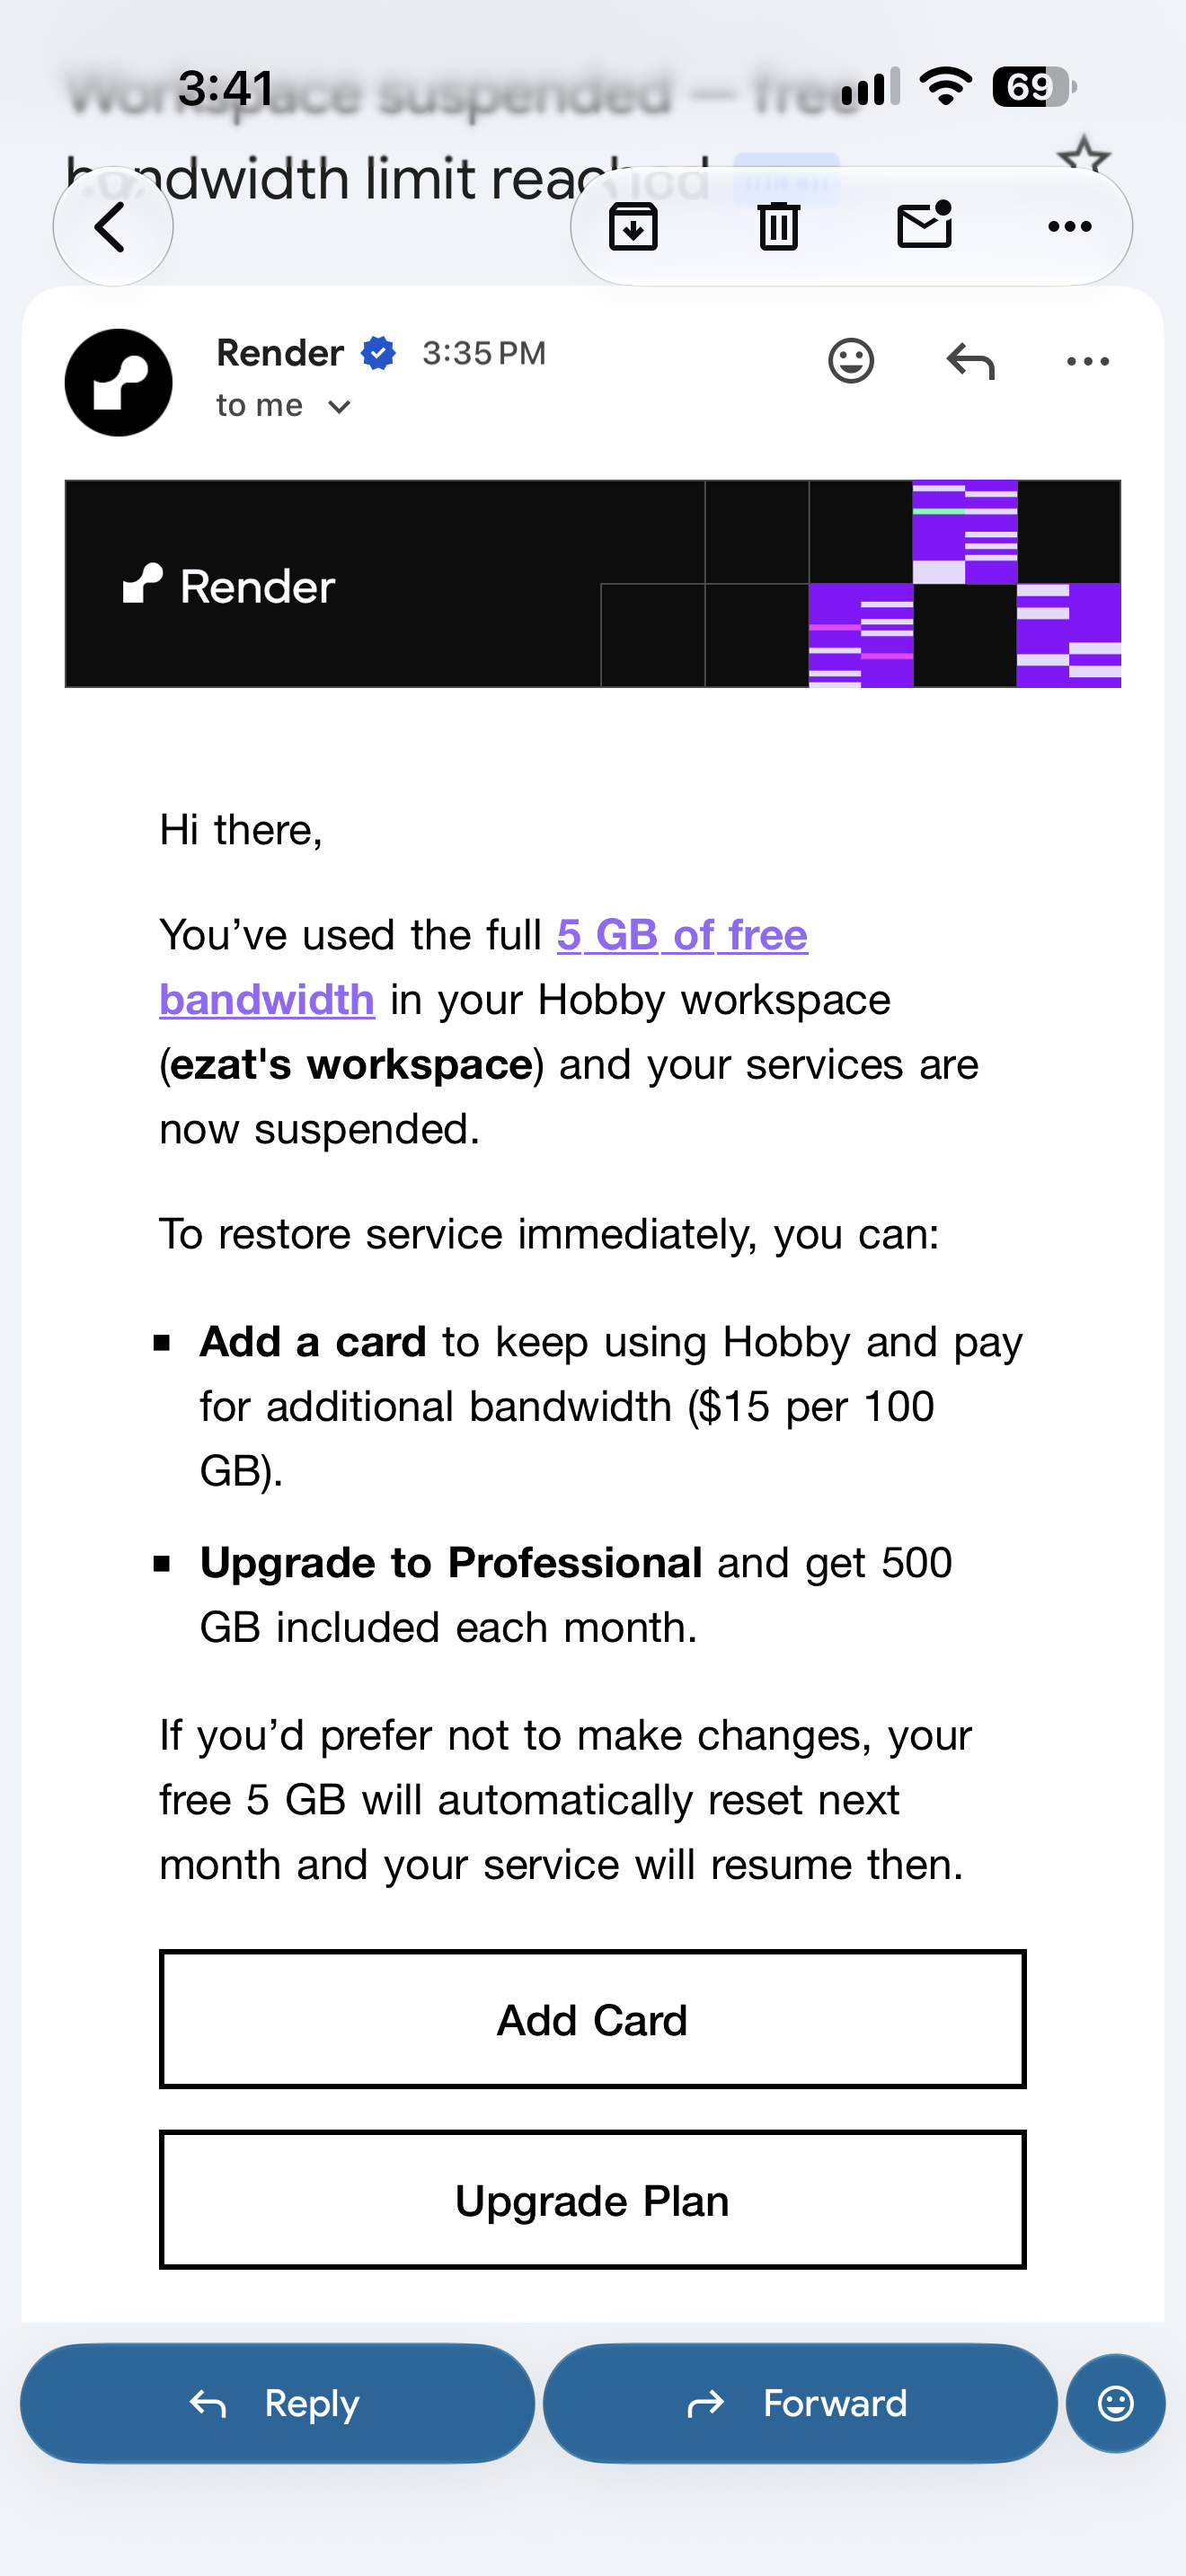 3:41
69
Workspace suspended — free
bandwidth limit reached
Render 3:35 PM
to me
Render
Hi there,
You’ve used the full 5 GB of free
bandwidth in your Hobby workspace
(ezat's workspace) and your services are
now suspended.
To restore service immediately, you can:
▪ Add a card to keep using Hobby and pay
for additional bandwidth ($15 per 100
GB).
▪ Upgrade to Professional and get 500
GB included each month.
If you’d prefer not to make changes, your
free 5 GB will automatically reset next
month and your service will resume then.
Add Card
Upgrade Plan
Reply
Forward